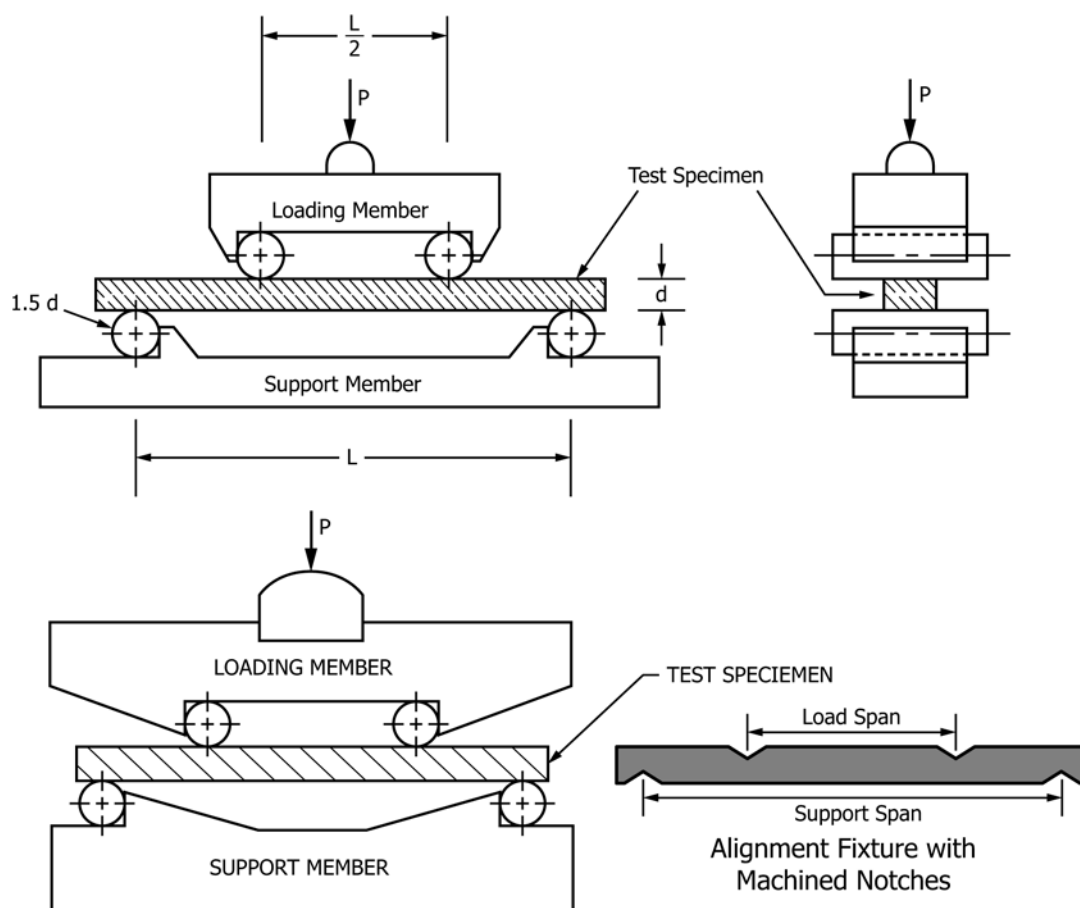 L
2
P
P
Loading Member
Test Specimen
1.5 d
d
Support Member
L
P
LOADING MEMBER
TEST SPECIEMEN
Load Span
Support Span
SUPPORT MEMBER
Alignment Fixture with
Machined Notches